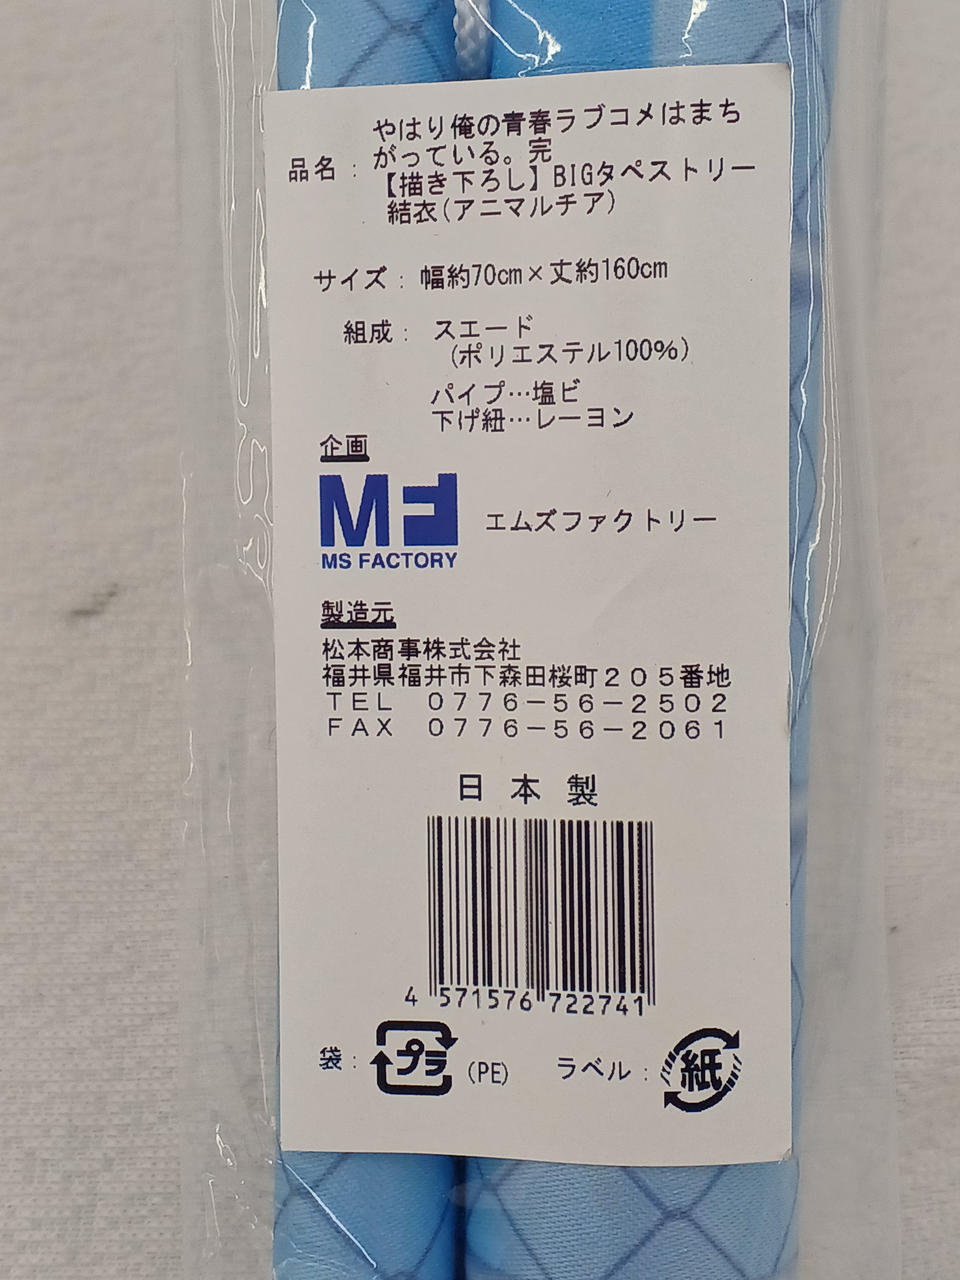 やはり俺の青春ラブコメはまち
品名：がっている。完
【描き下ろし】BIGタペストリー
結衣(アニマルチア)
サイズ：幅約70cm×丈約160cm
組成：スエード
(ポリエステル100%)
パイプ…塩ビ
下げ紐…レーヨン
企画
MF
MS FACTORY
エムズファクトリー
製造元
松本商事株式会社
福井県福井市下森田桜町２０５番地
ＴＥＬ　０７７６－５６－２５０２
ＦＡＸ　０７７６－５６－２０６１
日本製
4 571576 722741
袋：プラ(PE)　ラベル：紙